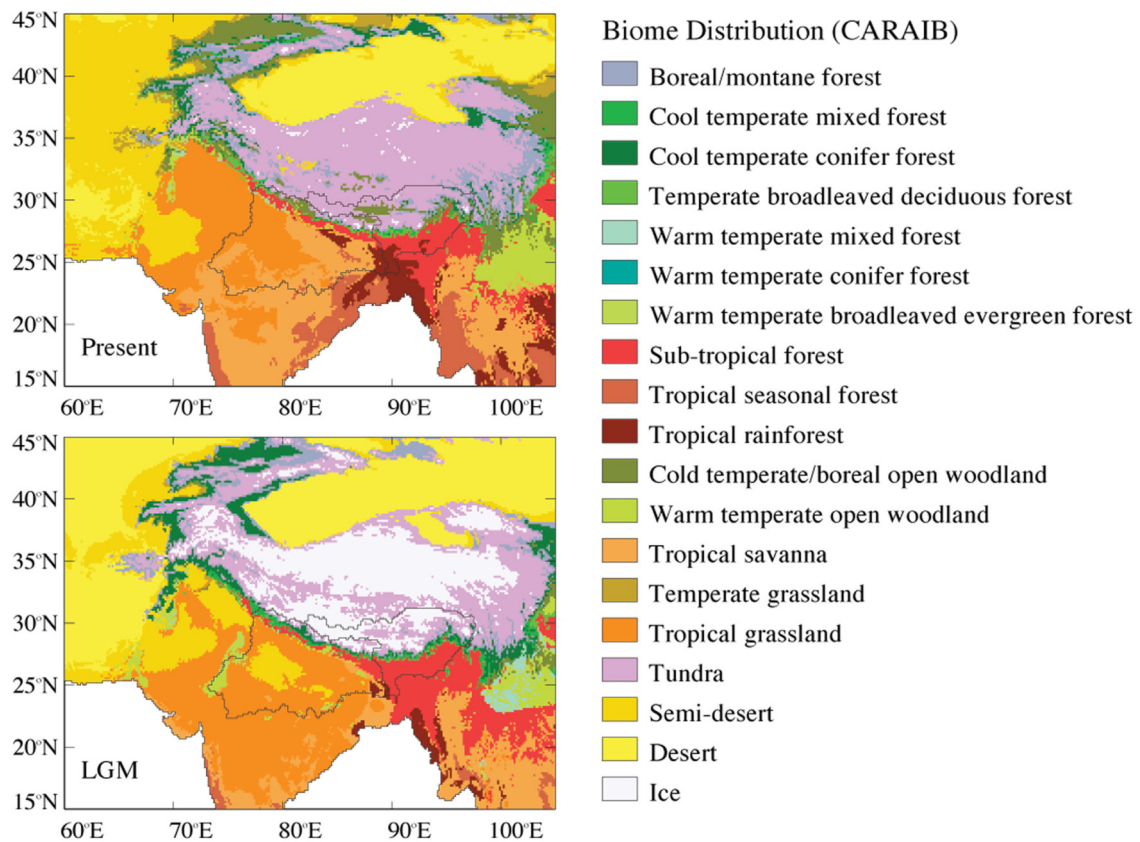 45°N
40°N
35°N
30°N
25°N
20°N
15°N
Present
60°E 70°E 80°E 90°E 100°E
45°N
40°N
35°N
30°N
25°N
20°N
15°N
LGM
60°E 70°E 80°E 90°E 100°E
Biome Distribution (CARAIB)
Boreal/montane forest
Cool temperate mixed forest
Cool temperate conifer forest
Temperate broadleaved deciduous forest
Warm temperate mixed forest
Warm temperate conifer forest
Warm temperate broadleaved evergreen forest
Sub-tropical forest
Tropical seasonal forest
Tropical rainforest
Cold temperate/boreal open woodland
Warm temperate open woodland
Tropical savanna
Temperate grassland
Tropical grassland
Tundra
Semi-desert
Desert
Ice